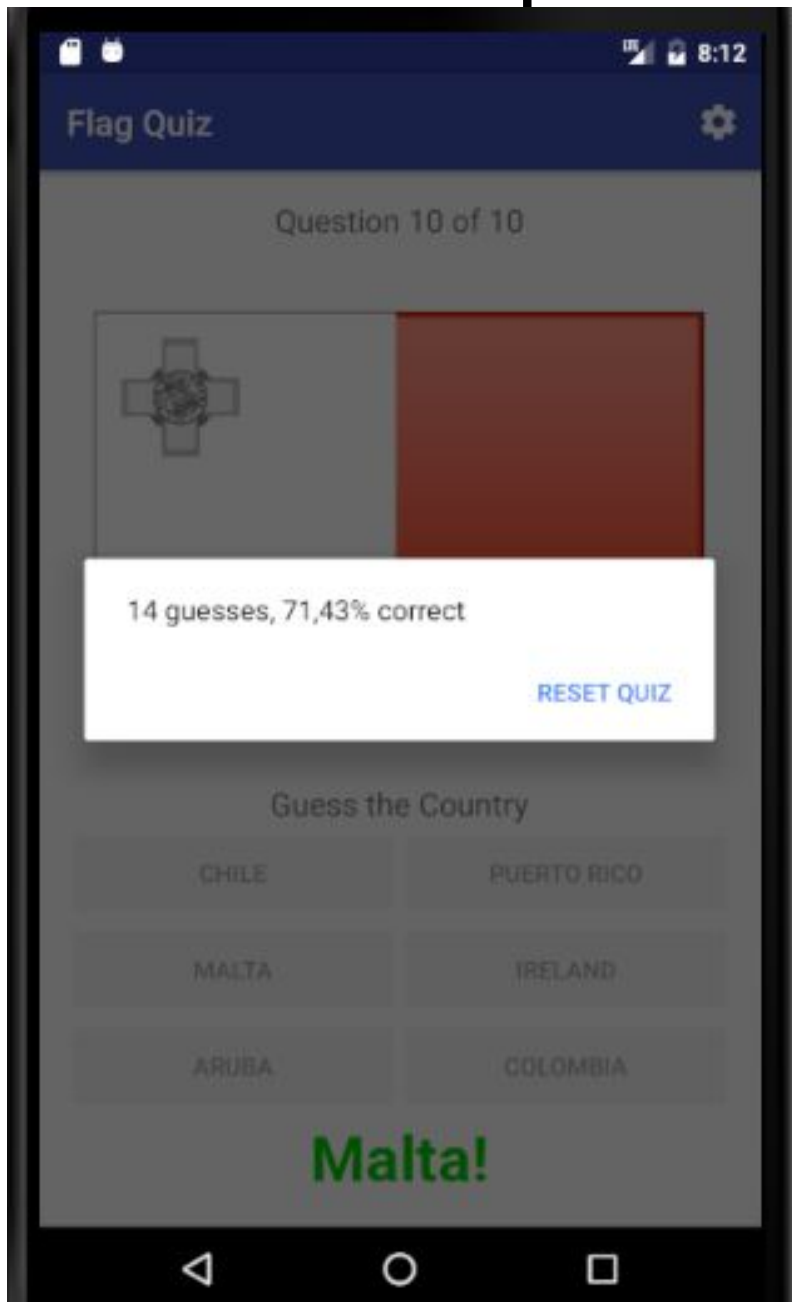 8:12
Flag Quiz
Question 10 of 10
14 guesses, 71,43% correct
RESET QUIZ
Guess the Country
CHILE PUERTO RICO
MALTA IRELAND
ARUBA COLOMBIA
Malta!